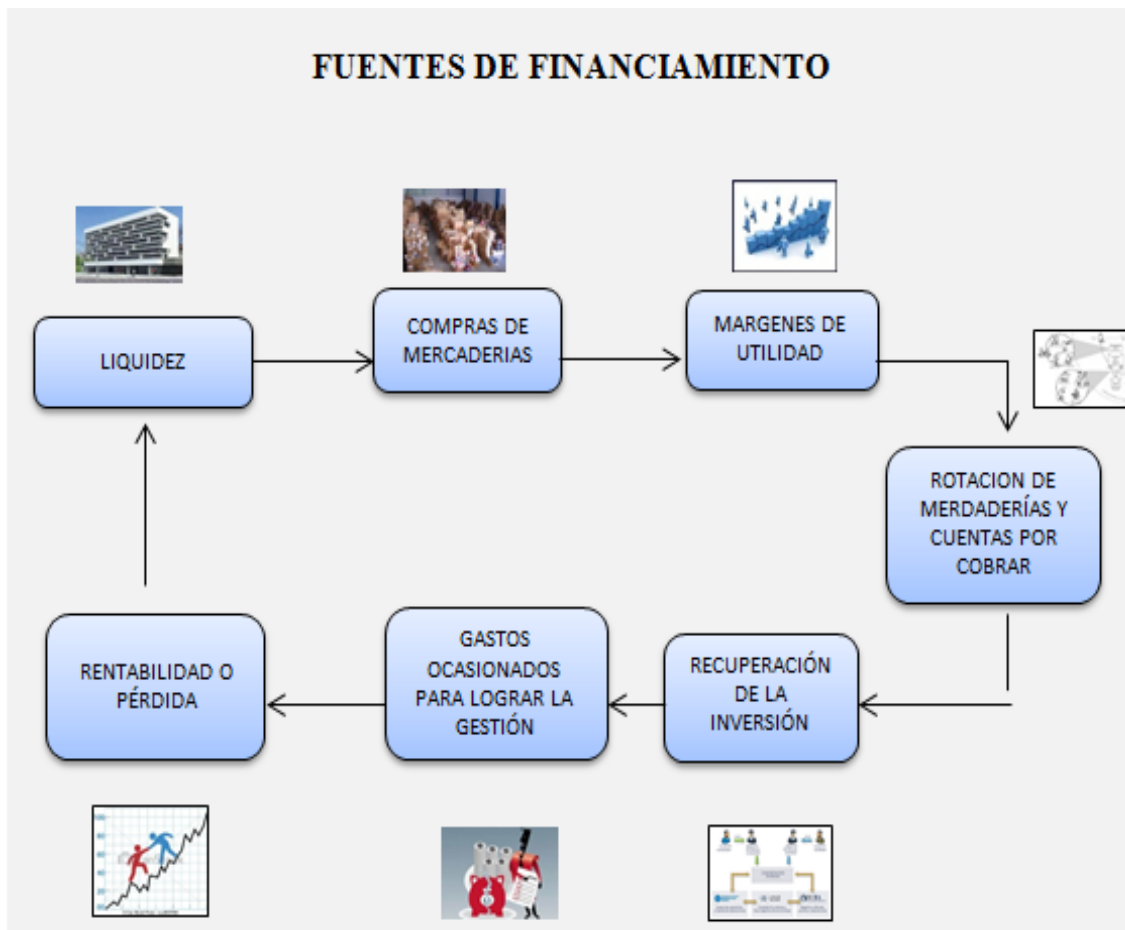 FUENTES DE FINANCIAMIENTO
LIQUIDEZ
COMPRAS DE
MERCADERIAS
MARGENES DE
UTILIDAD
ROTACION DE
MERDADERÍAS Y
CUENTAS POR
COBRAR
RECUPERACIÓN
DE LA
INVERSIÓN
GASTOS
OCASIONADOS
PARA LOGRAR LA
GESTIÓN
RENTABILIDAD O
PÉRDIDA